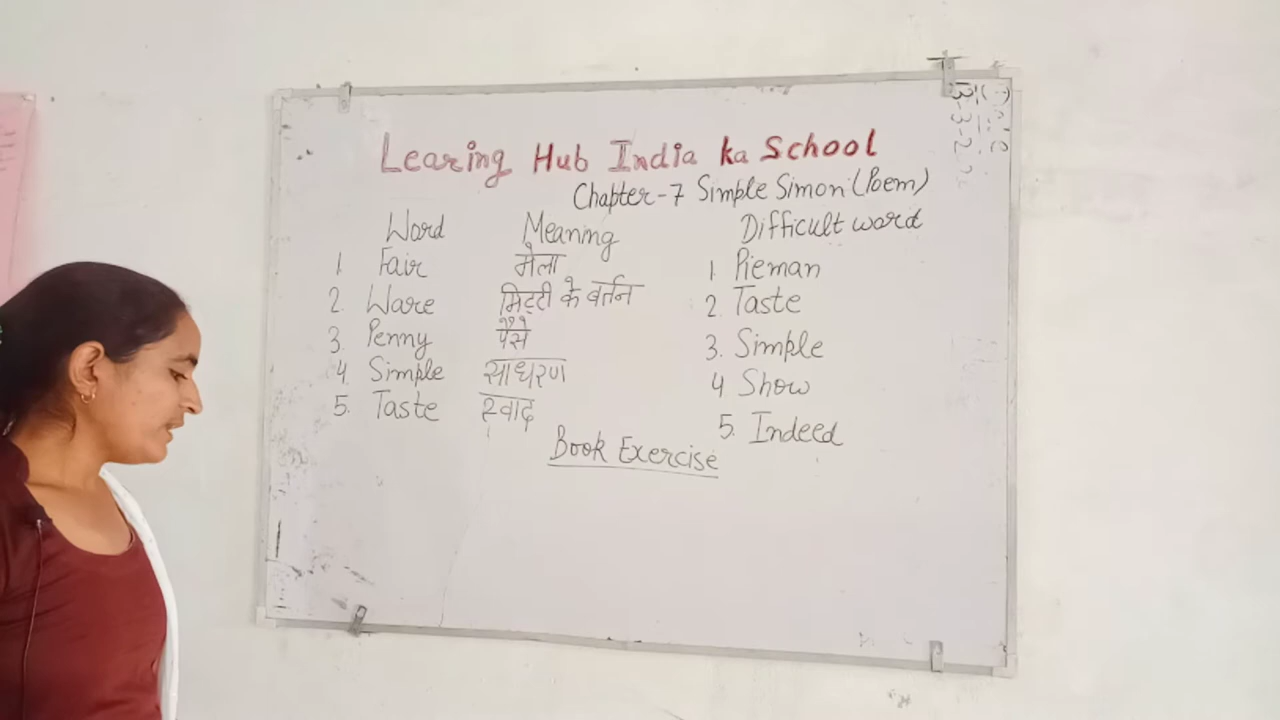 Learing Hub India ka School
Chapter-7 Simple Simon (Poem)
Word Meaning Difficult word
1. Fair मेला 1 Pieman
2. Ware मिट्टी के बर्तन 2. Taste
3. Penny पैसे 3. Simple
4 Simple साधरण 4 Show
5. Taste स्वाद 5. Indeed
Book Exercise